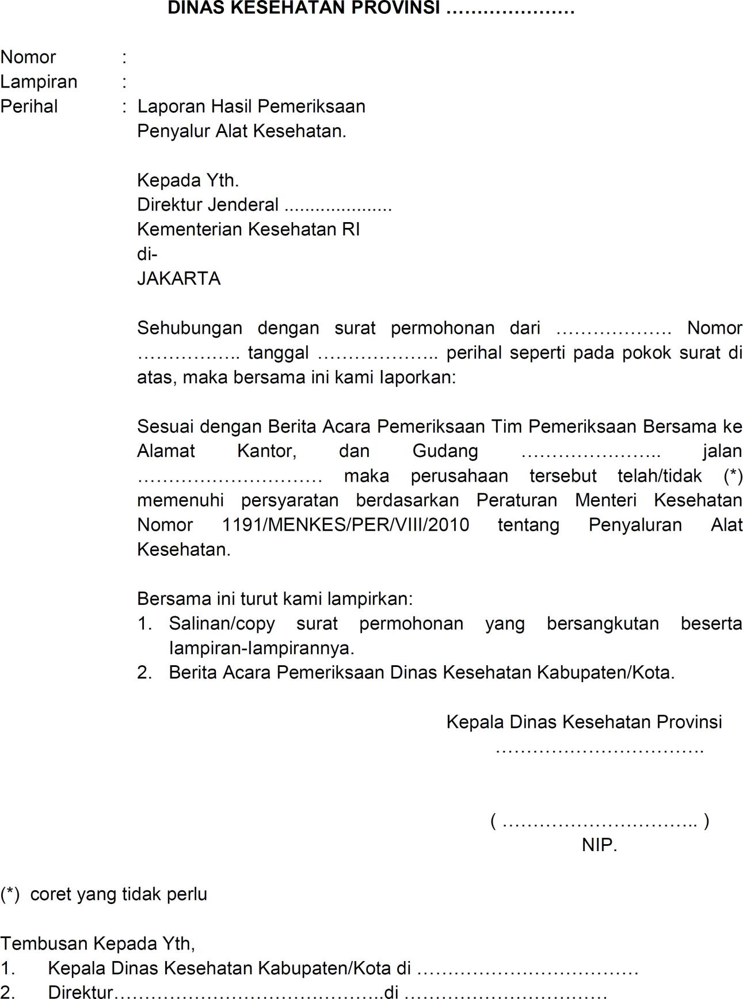 DINAS KESEHATAN PROVINSI …………………
Nomor :
Lampiran :
Perihal : Laporan Hasil Pemeriksaan
Penyalur Alat Kesehatan.
Kepada Yth.
Direktur Jenderal .....................
Kementerian Kesehatan RI
di-
JAKARTA
Sehubungan dengan surat permohonan dari ………………. Nomor
…………….. tanggal ……………….. perihal seperti pada pokok surat di
atas, maka bersama ini kami laporkan:
Sesuai dengan Berita Acara Pemeriksaan Tim Pemeriksaan Bersama ke
Alamat Kantor, dan Gudang ………………….. jalan
………………………… maka perusahaan tersebut telah/tidak (*)
memenuhi persyaratan berdasarkan Peraturan Menteri Kesehatan
Nomor 1191/MENKES/PER/VIII/2010 tentang Penyaluran Alat
Kesehatan.
Bersama ini turut kami lampirkan:
1. Salinan/copy surat permohonan yang bersangkutan beserta
lampiran-lampirannya.
2. Berita Acara Pemeriksaan Dinas Kesehatan Kabupaten/Kota.
Kepala Dinas Kesehatan Provinsi
…………………………….
( ………………………….. )
NIP.
(*) coret yang tidak perlu
Tembusan Kepada Yth,
1. Kepala Dinas Kesehatan Kabupaten/Kota di ………………………………
2. Direktur……………………………………..di ……………………………